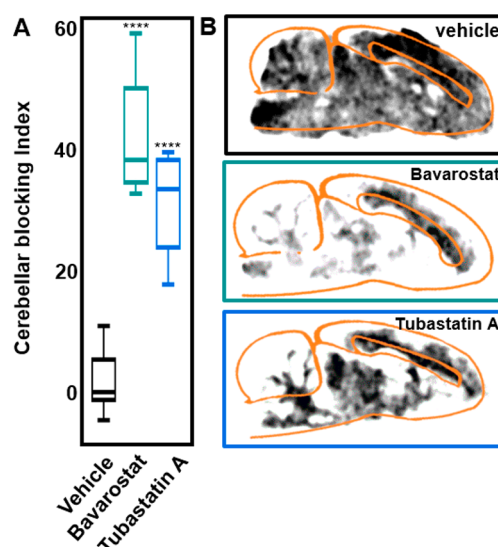 A
B
60
40
20
0
Cerebellar blocking Index
****
****
Vehicle
Bavarostat
Tubastatin A
vehicle
Bavarostat
Tubastatin A